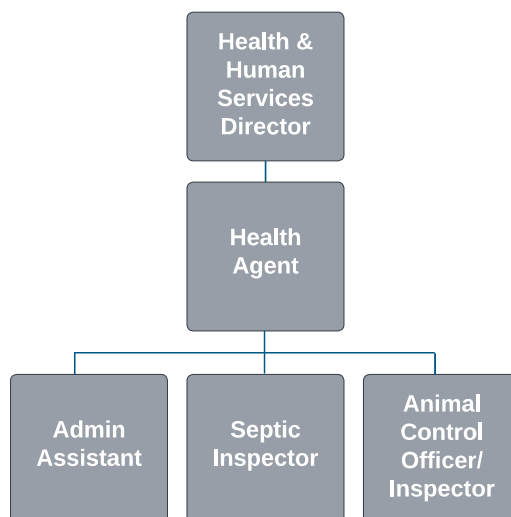 Health &
Human
Services
Director
Health
Agent
Admin
Assistant
Septic
Inspector
Animal
Control
Officer/
Inspector